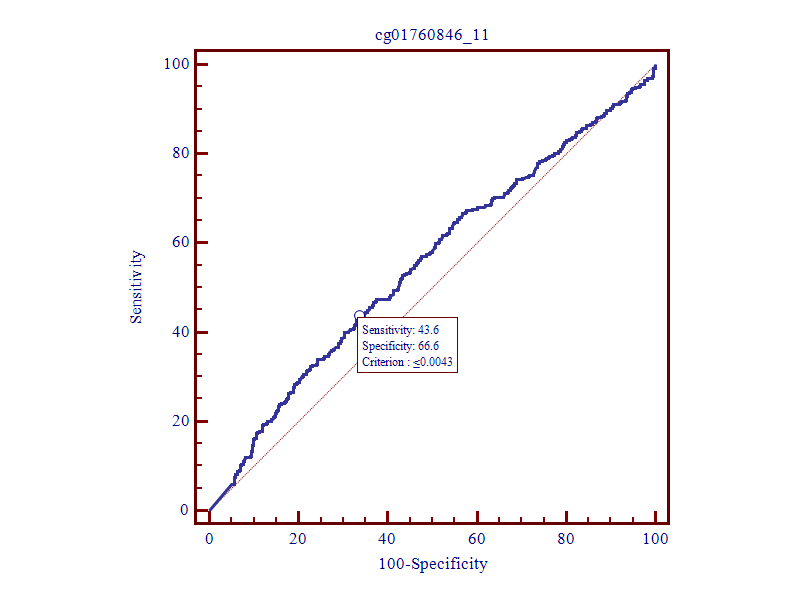 cg01760846_11
100
80
60
40
20
0
Sensitivity
Sensitivity: 43.6
Specificity: 66.6
Criterion : ≤0.0043
0 20 40 60 80 100
100-Specificity